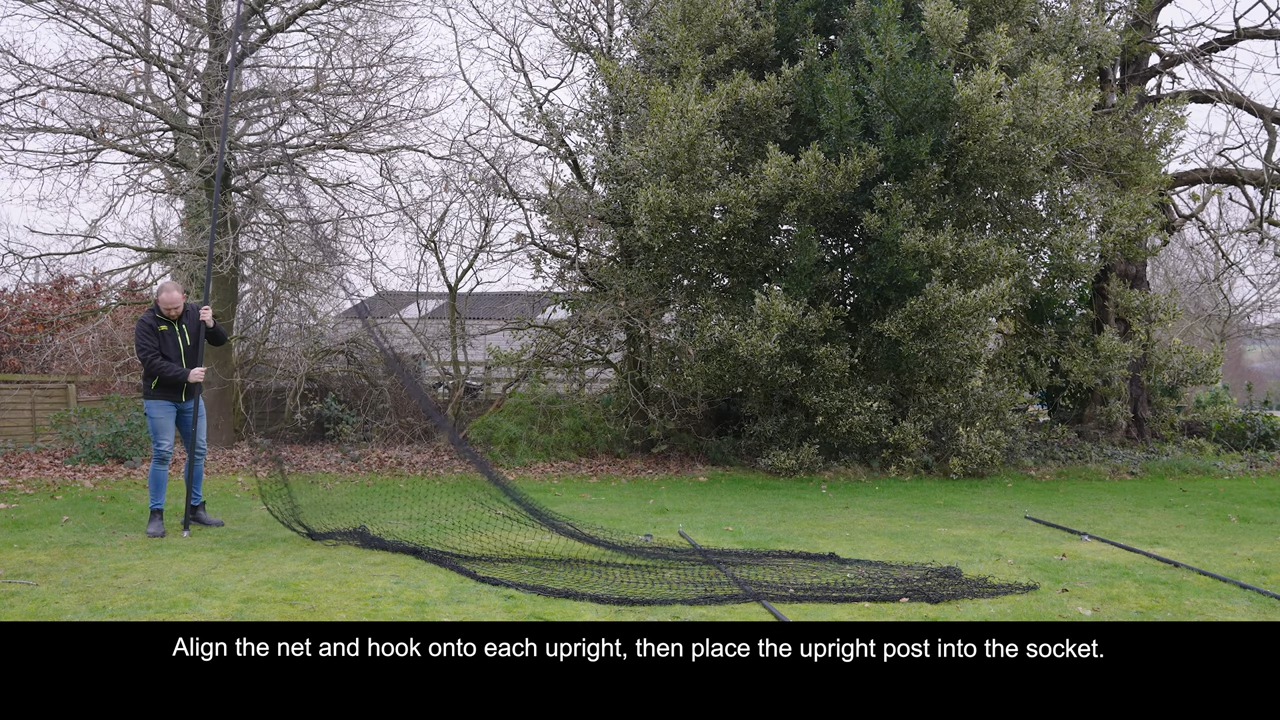 Align the net and hook onto each upright, then place the upright post into the socket.